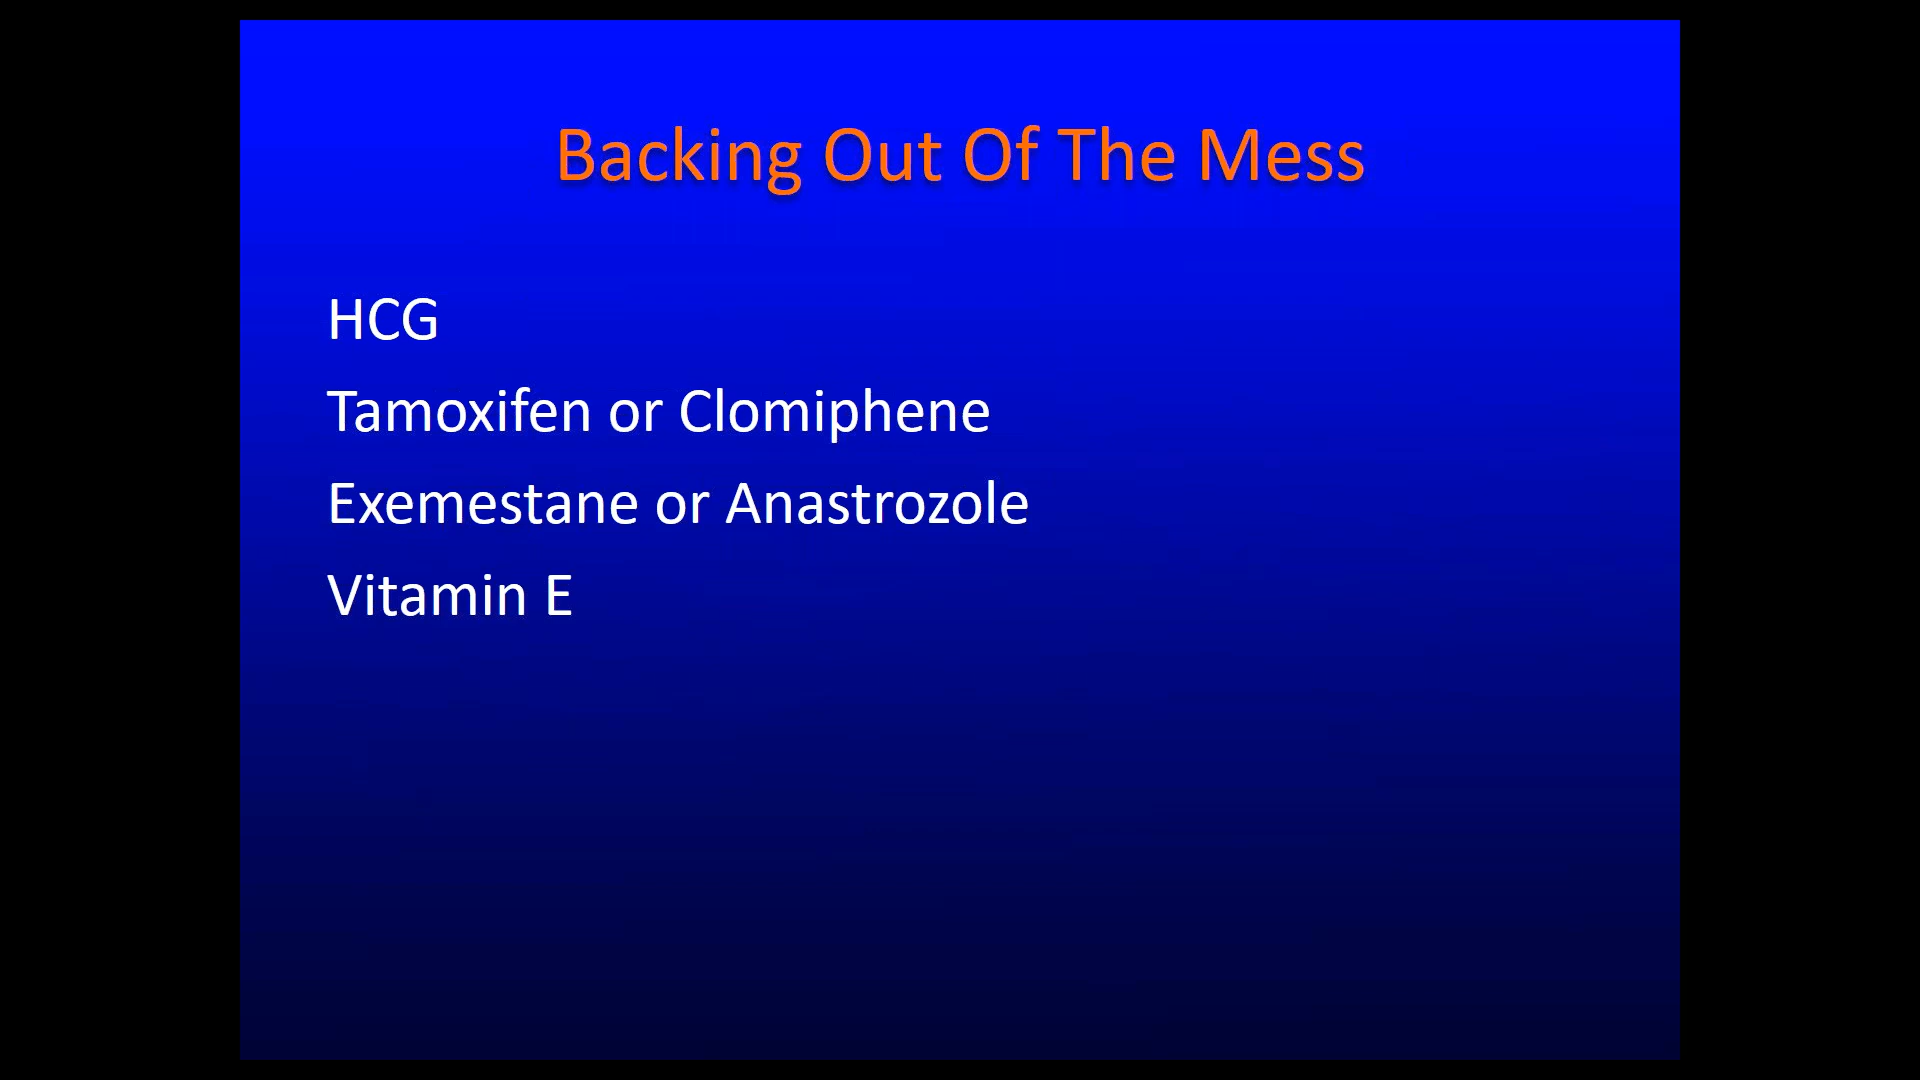 Backing Out Of The Mess
HCG
Tamoxifen or Clomiphene
Exemestane or Anastrozole
Vitamin E